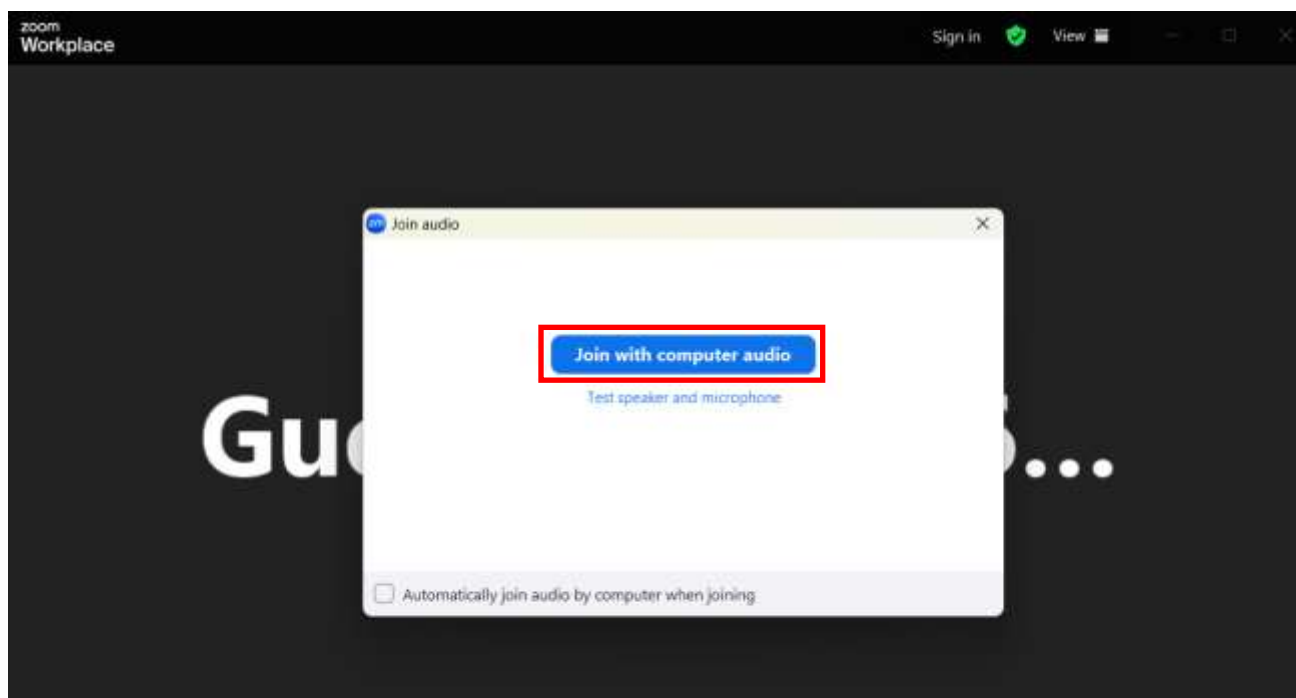 zoom
Workplace
Sign in
View
Join audio
Join with computer audio
Test speaker and microphone
Gu
...
Automatically join audio by computer when joining